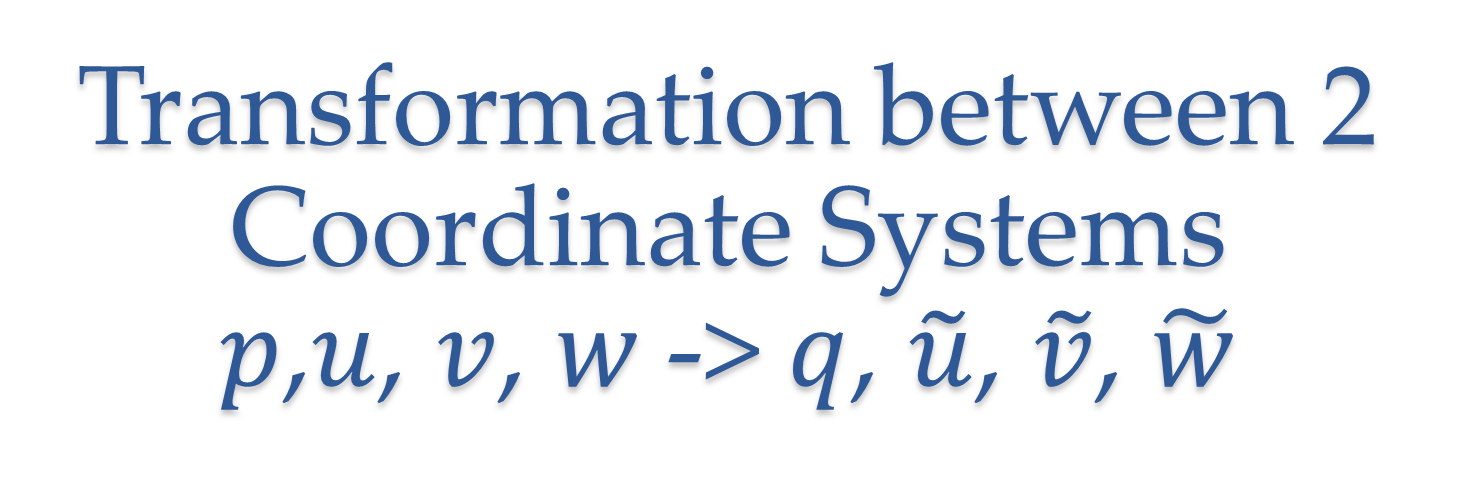 Transformation between 2
Coordinate Systems
p,u, v, w -> q, ũ, ṽ, w̃